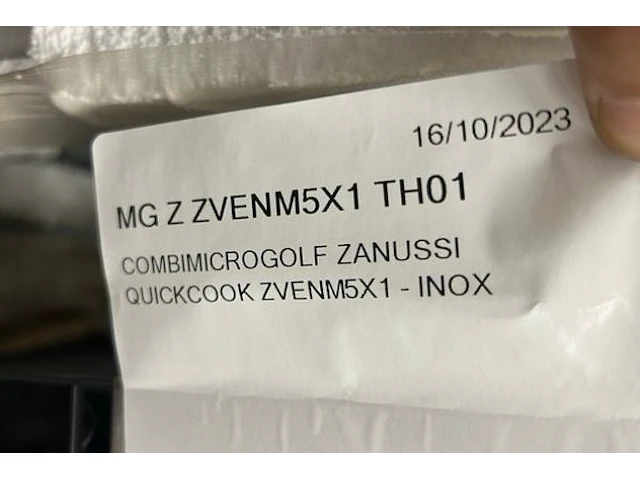 16/10/2023
MG Z ZVENM5X1 TH01
COMBIMICROGOLF ZANUSSI
QUICKCOOK ZVENM5X1 - INOX